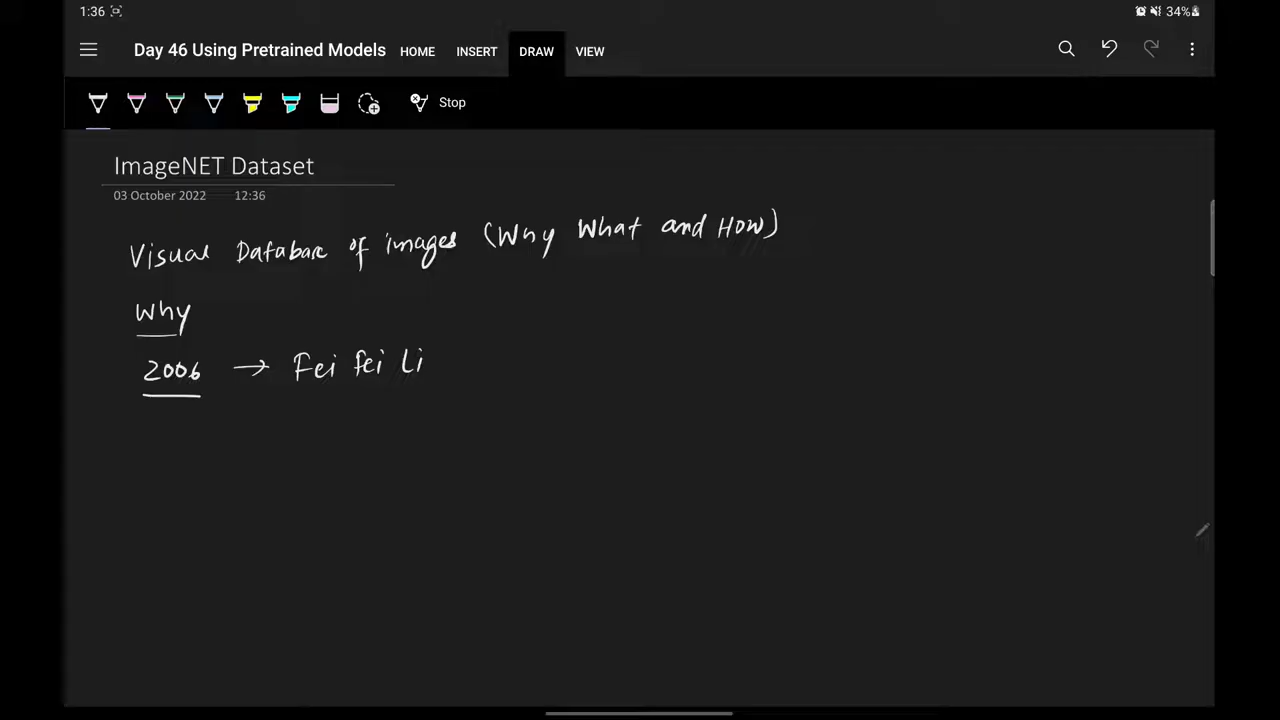 1:36 34%
Day 46 Using Pretrained Models HOME INSERT DRAW VIEW
Stop
ImageNET Dataset
03 October 2022 12:36
Visual Database of images (Why What and How)
Why
2006 → Fei fei Li